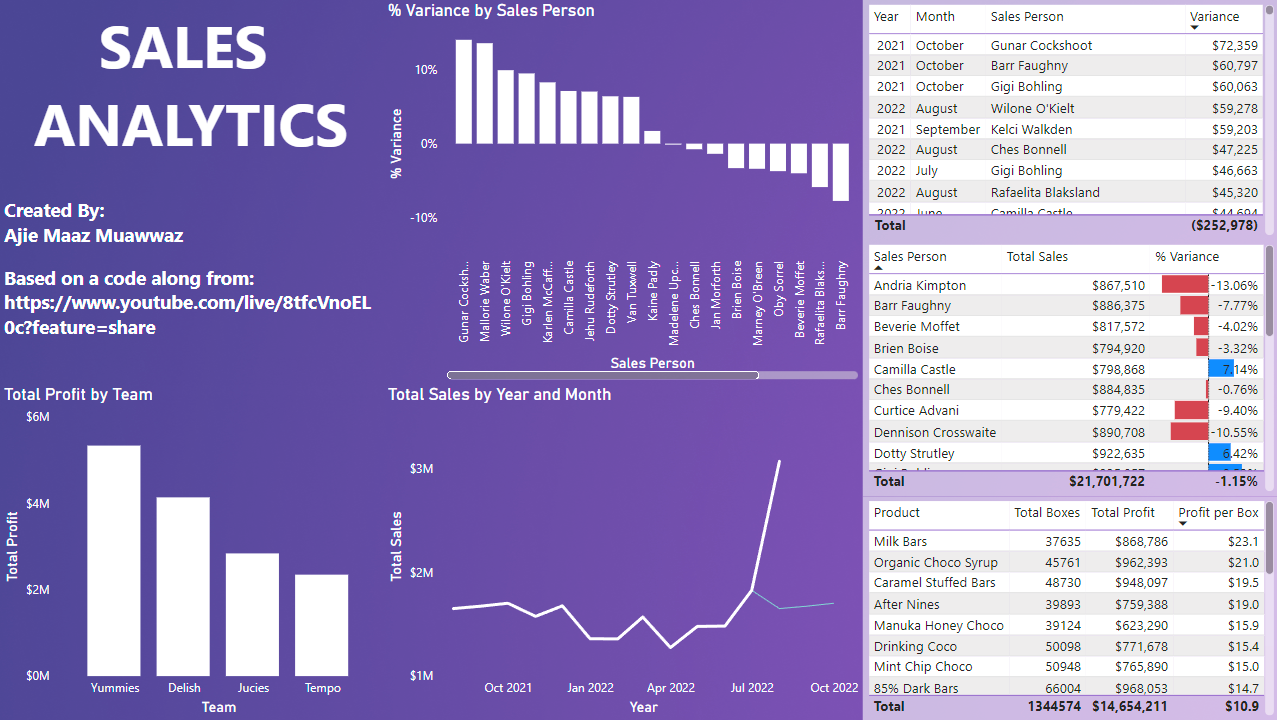 SALES
ANALYTICS
Created By:
Ajie Maaz Muawwaz
Based on a code along from:
https://www.youtube.com/live/8tfcVnoEL
0c?feature=share
% Variance by Sales Person
10%
0%
-10%
% Variance
Gunar Cockh...
Mallorie Waber
Wilone O'Kielt
Gigi Bohling
Karlen McCaff...
Camilla Castle
Jehu Rudeforth
Dotty Strutley
Van Tuxwell
Kaine Padly
Madelene Upc...
Ches Bonnell
Jan Morforth
Brien Boise
Marney O'Breen
Oby Sorrel
Beverie Moffet
Rafaelita Blaks...
Barr Faughny
Sales Person
Total Profit by Team
$6M
$4M
$2M
$0M
Total Profit
Yummies Delish Jucies Tempo
Team
Total Sales by Year and Month
$3M
$2M
$1M
Total Sales
Oct 2021 Jan 2022 Apr 2022 Jul 2022 Oct 2022
Year
Year Month Sales Person Variance
2021 October Gunar Cockshoot $72,359
2021 October Barr Faughny $60,797
2021 October Gigi Bohling $60,063
2022 August Wilone O'Kielt $59,278
2021 September Kelci Walkden $59,203
2022 August Ches Bonnell $47,225
2022 July Gigi Bohling $46,663
2022 August Rafaelita Blaksland $45,320
2022 June Camilla Castle $44,694
Total ($252,978)
Sales Person Total Sales % Variance
Andria Kimpton $867,510 -13.06%
Barr Faughny $886,375 -7.77%
Beverie Moffet $817,572 -4.02%
Brien Boise $794,920 -3.32%
Camilla Castle $798,868 7.14%
Ches Bonnell $884,835 -0.76%
Curtice Advani $779,422 -9.40%
Dennison Crosswaite $890,708 -10.55%
Dotty Strutley $922,635 6.42%
Total $21,701,722 -1.15%
Product Total Boxes Total Profit Profit per Box
Milk Bars 37635 $868,786 $23.1
Organic Choco Syrup 45761 $962,393 $21.0
Caramel Stuffed Bars 48730 $948,097 $19.5
After Nines 39893 $759,388 $19.0
Manuka Honey Choco 39124 $623,290 $15.9
Drinking Coco 50098 $771,678 $15.4
Mint Chip Choco 50948 $765,890 $15.0
85% Dark Bars 66004 $968,053 $14.7
Total 1344574 $14,654,211 $10.9